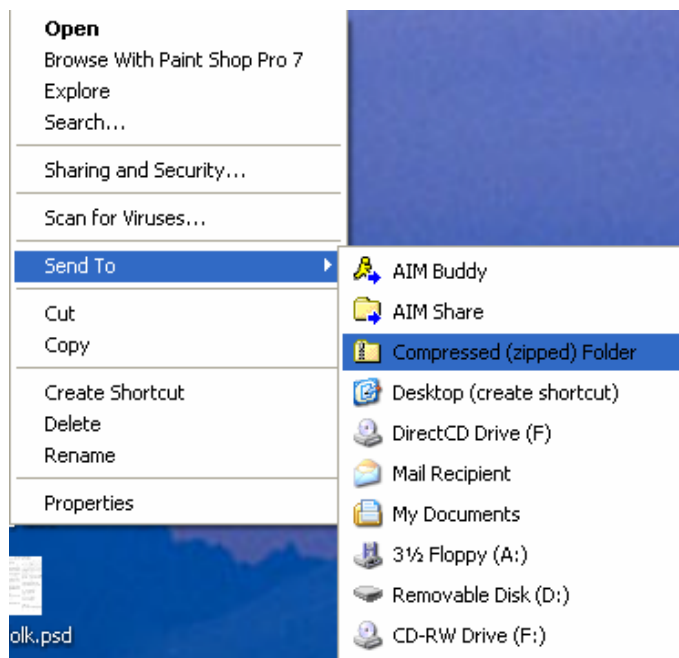 Open
Browse With Paint Shop Pro 7
Explore
Search...
Sharing and Security...
Scan for Viruses...
Send To
Cut
Copy
Create Shortcut
Delete
Rename
Properties
AIM Buddy
AIM Share
Compressed (zipped) Folder
Desktop (create shortcut)
DirectCD Drive (F)
Mail Recipient
My Documents
3½ Floppy (A:)
Removable Disk (D:)
CD-RW Drive (F:)
olk.psd